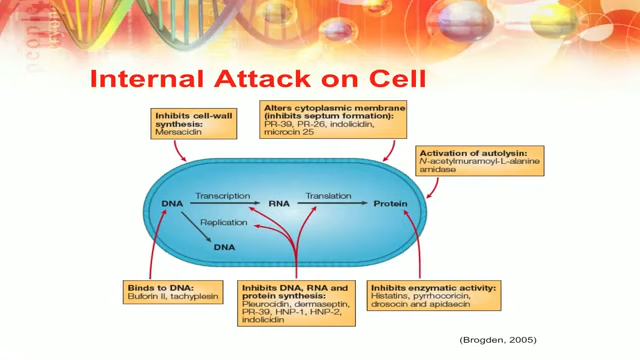 Internal Attack on Cell
Inhibits cell-wall
synthesis:
Mersacidin
Alters cytoplasmic membrane
(inhibits septum formation):
PR-39, PR-26, indolicidin,
microcin 25
Activation of autolysin:
N-acetylmuramoyl-L-alanine
amidase
Transcription
Translation
DNA
RNA
Protein
Replication
DNA
Binds to DNA:
Buforin II, tachyplesin
Inhibits DNA, RNA and
protein synthesis:
Pleurocidin, dermaseptin,
PR-39, HNP-1, HNP-2,
indolicidin
Inhibits enzymatic activity:
Histatins, pyrrhocoricin,
drosocin and apidaecin
(Brogden, 2005)